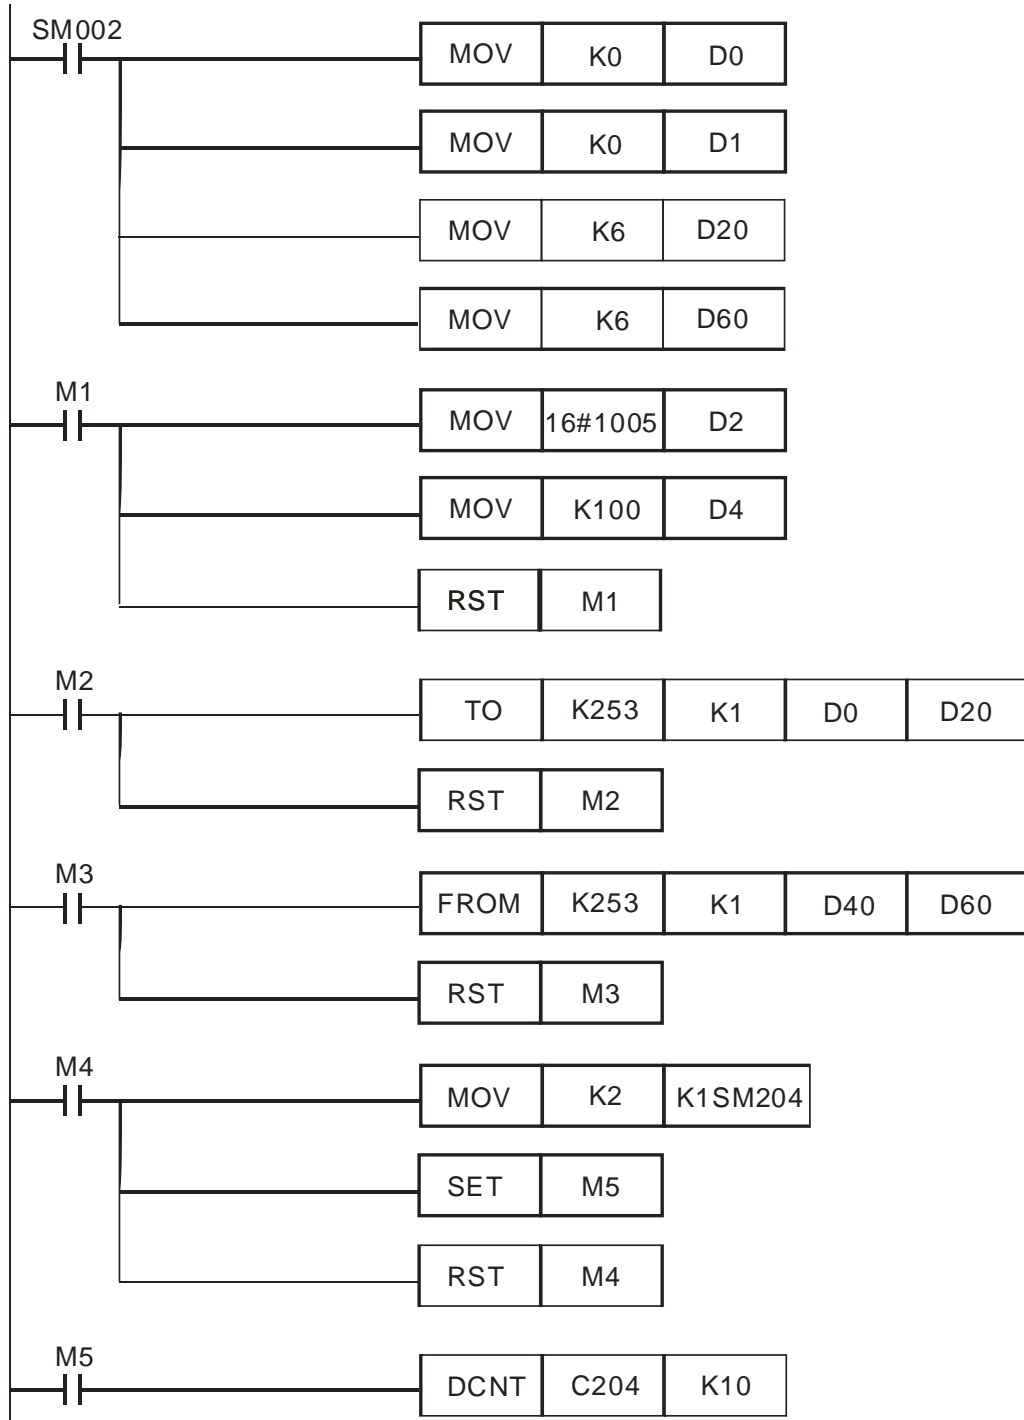 SM002
MOV K0 D0
MOV K0 D1
MOV K6 D20
MOV K6 D60
M1
MOV 16#1005 D2
MOV K100 D4
RST M1
M2
TO K253 K1 D0 D20
RST M2
M3
FROM K253 K1 D40 D60
RST M3
M4
MOV K2 K1SM204
SET M5
RST M4
M5
DCNT C204 K10